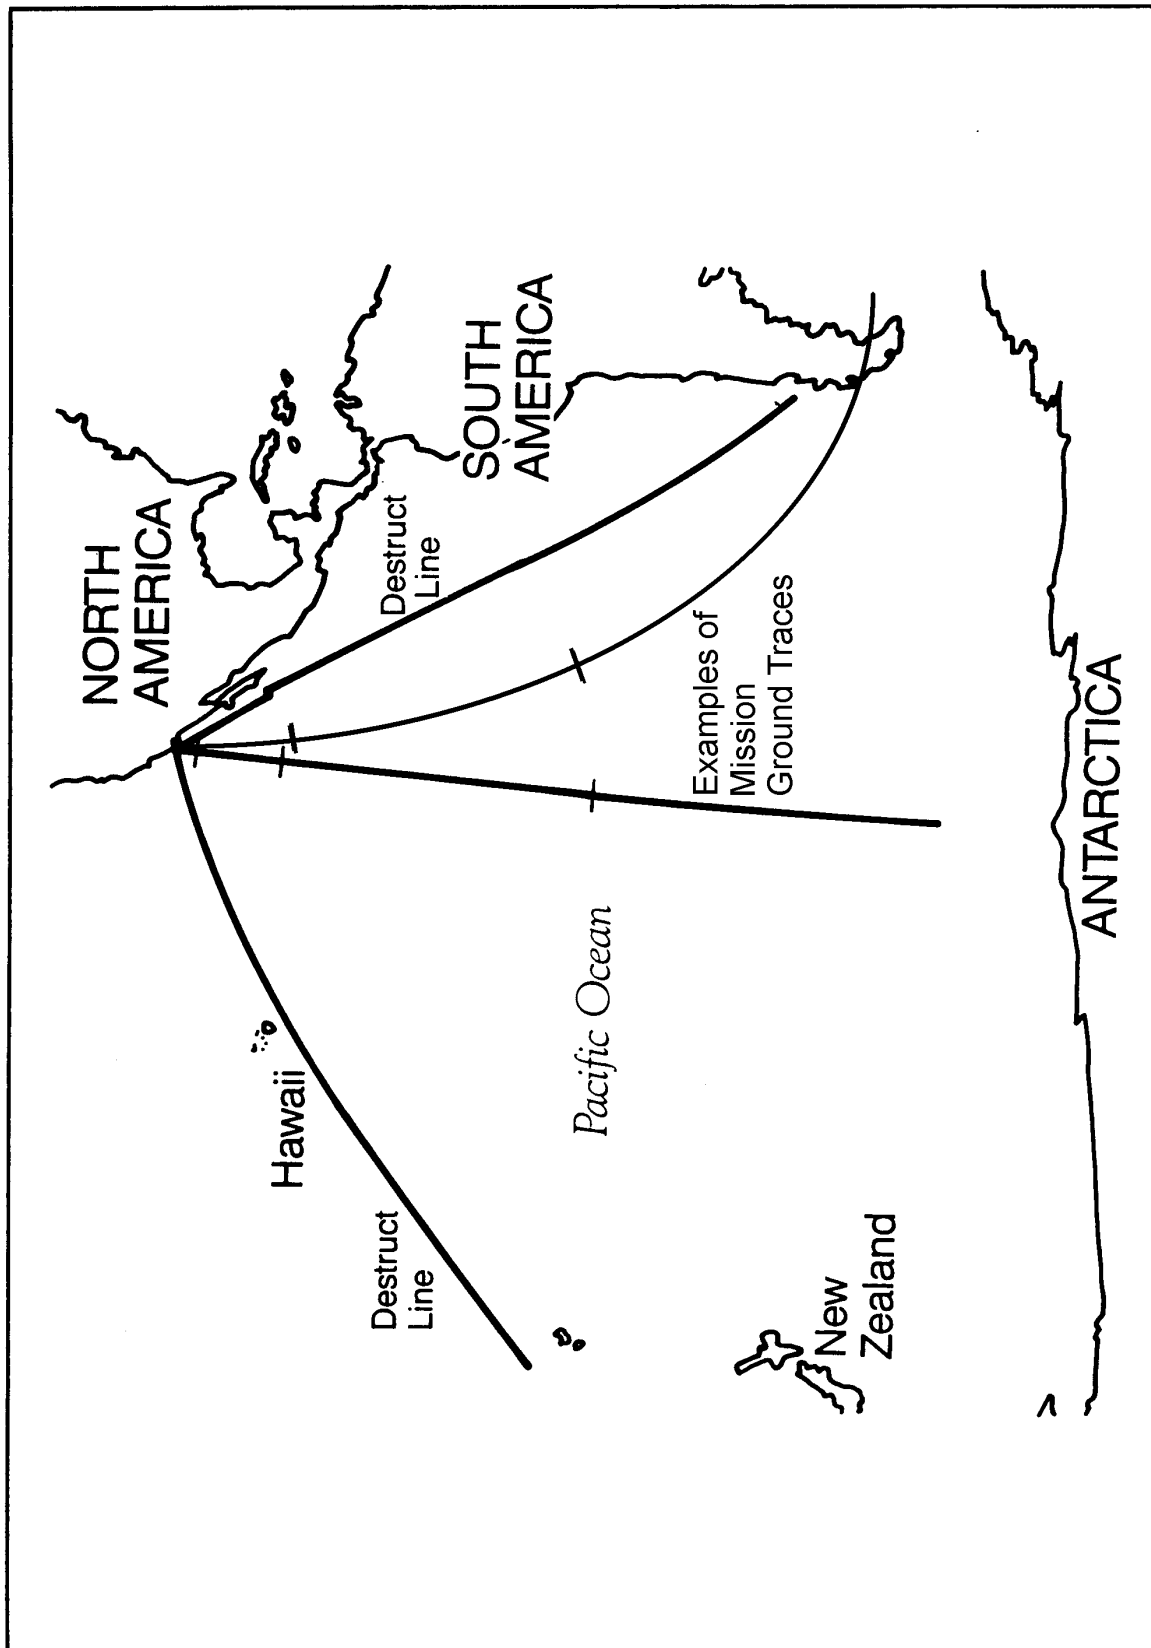 NORTH
AMERICA
SOUTH
AMERICA
Destruct
Line
Examples of
Mission
Ground Traces
Pacific Ocean
Hawaii
Destruct
Line
New
Zealand
ANTARCTICA